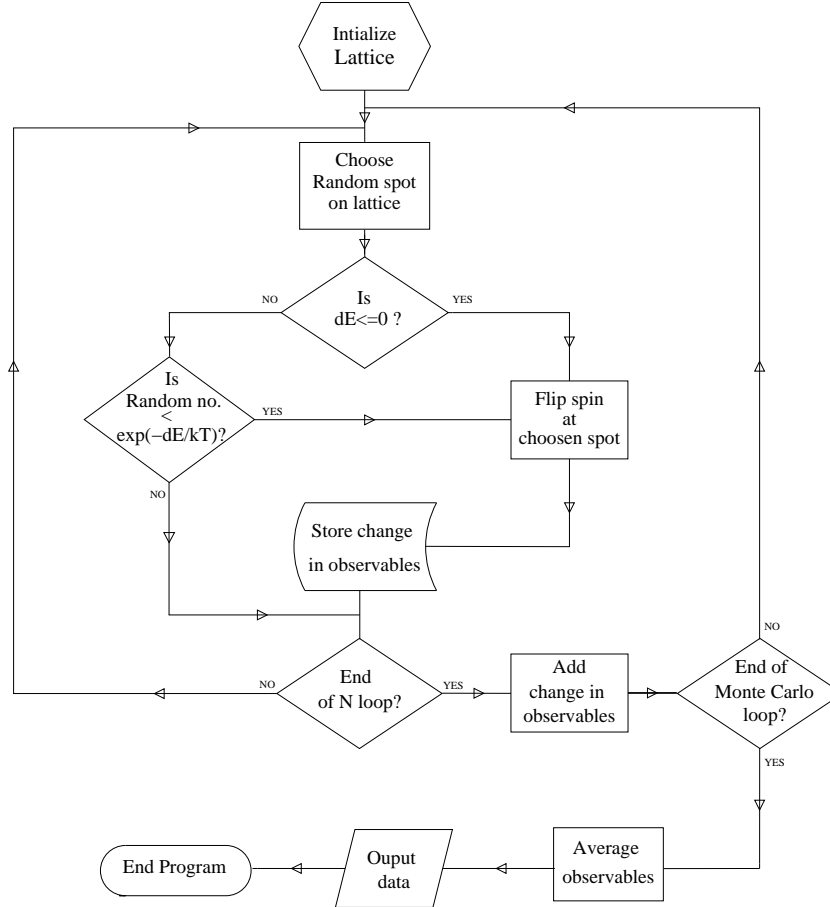 Intialize
Lattice
Choose
Random spot
on lattice
NO
Is
dE<=0 ?
YES
Is
Random no.
<
exp(−dE/kT)?
YES
NO
Flip spin
at
choosen spot
Store change
in observables
NO
End
of N loop?
YES
Add
change in
observables
NO
End of
Monte Carlo
loop?
YES
End Program
Ouput
data
Average
observables